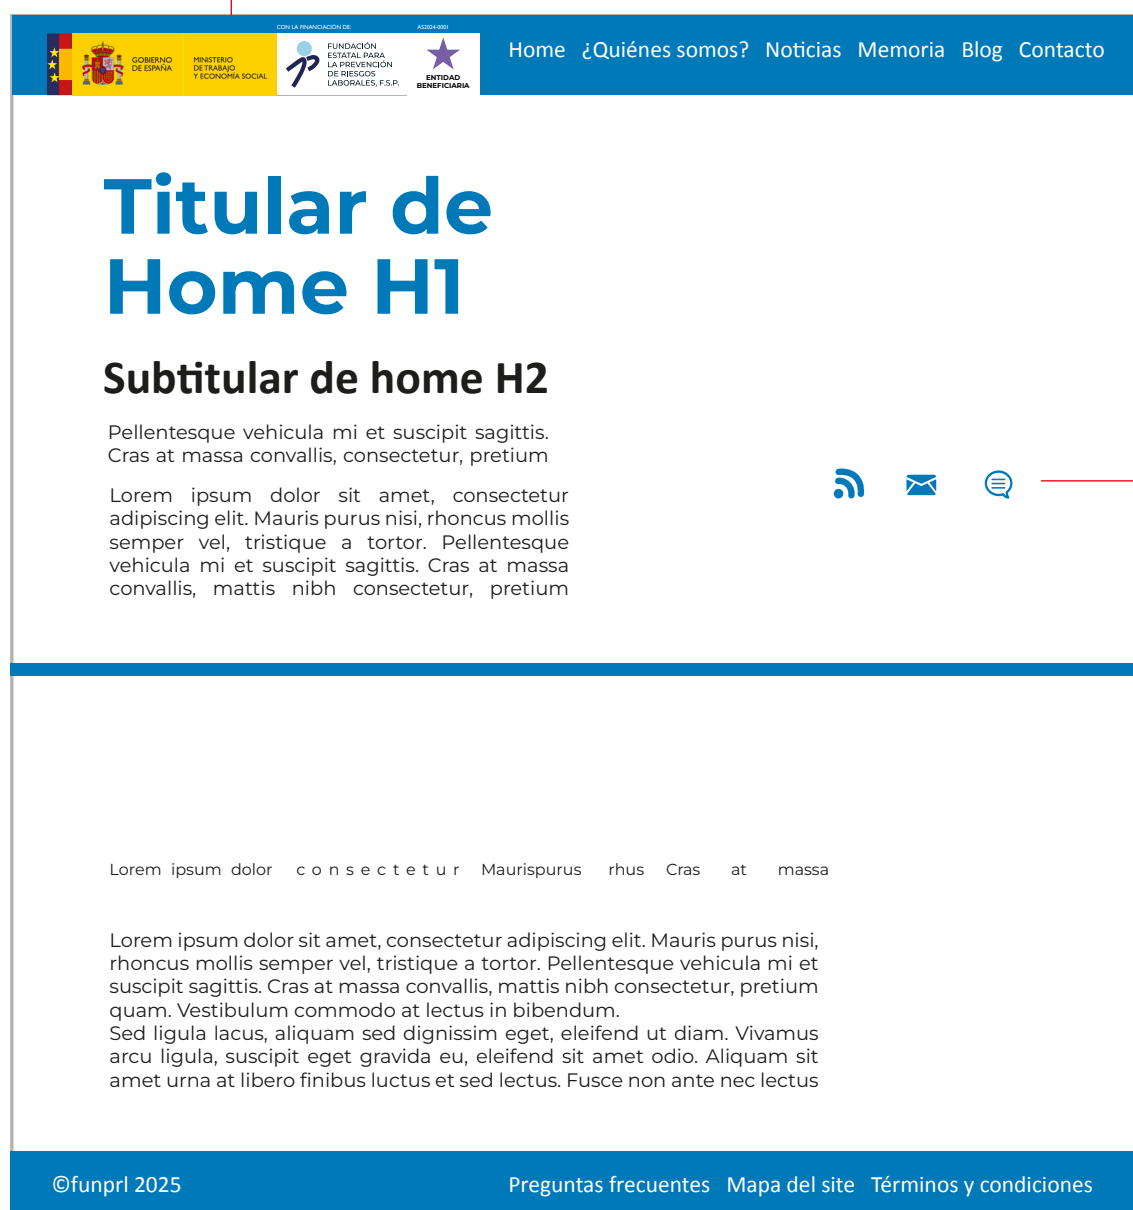 CON LA FINANCIACIÓN DE:
AS2024-0001
GOBIERNO
DE ESPAÑA
MINISTERIO
DE TRABAJO
Y ECONOMÍA SOCIAL
FUNDACIÓN
ESTATAL PARA
LA PREVENCIÓN
DE RIESGOS
LABORALES, F.S.P.
ENTIDAD
BENEFICIARIA
Home ¿Quiénes somos? Noticias Memoria Blog Contacto
Titular de
Home H1
Subtitular de home H2
Pellentesque vehicula mi et suscipit sagittis.
Cras at massa convallis, consectetur, pretium
Lorem ipsum dolor sit amet, consectetur
adipiscing elit. Mauris purus nisi, rhoncus mollis
semper vel, tristique a tortor. Pellentesque
vehicula mi et suscipit sagittis. Cras at massa
convallis, mattis nibh consectetur, pretium
Lorem ipsum dolor consectetur Maurispurus rhus Cras at massa
Lorem ipsum dolor sit amet, consectetur adipiscing elit. Mauris purus nisi,
rhoncus mollis semper vel, tristique a tortor. Pellentesque vehicula mi et
suscipit sagittis. Cras at massa convallis, mattis nibh consectetur, pretium
quam. Vestibulum commodo at lectus in bibendum.
Sed ligula lacus, aliquam sed dignissim eget, eleifend ut diam. Vivamus
arcu ligula, suscipit eget gravida eu, eleifend sit amet odio. Aliquam sit
amet urna at libero finibus luctus et sed lectus. Fusce non ante nec lectus
©funprl 2025
Preguntas frecuentes Mapa del site Términos y condiciones